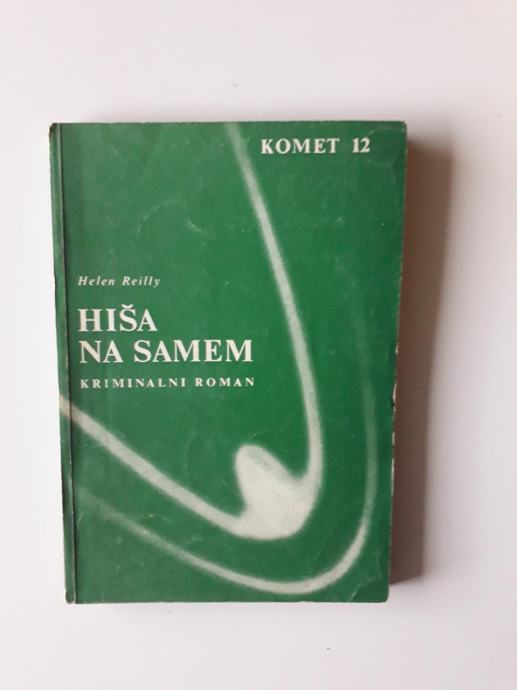 KOMET 12
Helen Reilly
HIŠA
NA SAMEM
KRIMINALNI ROMAN